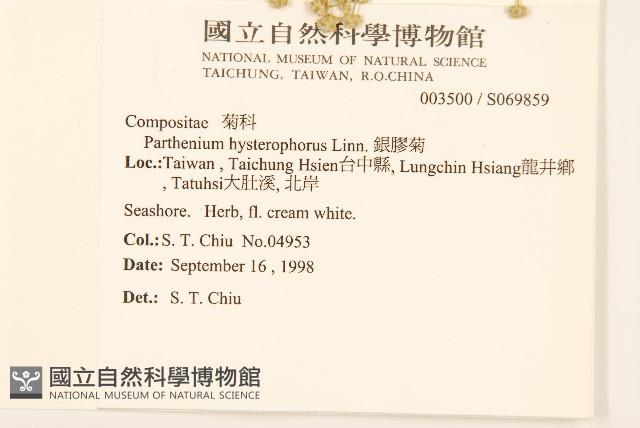 國立自然科學博物館
NATIONAL MUSEUM OF NATURAL SCIENCE
TAICHUNG, TAIWAN, R.O.CHINA
003500 / S069859
Compositae 菊科
Parthenium hysterophorus Linn. 銀膠菊
Loc.:Taiwan , Taichung Hsien台中縣, Lungchin Hsiang龍井鄉
, Tatuhsi大肚溪, 北岸
Seashore. Herb, fl. cream white.
Col.: S. T. Chiu No.04953
Date: September 16 , 1998
Det.: S. T. Chiu
國立自然科學博物館
NATIONAL MUSEUM OF NATURAL SCIENCE